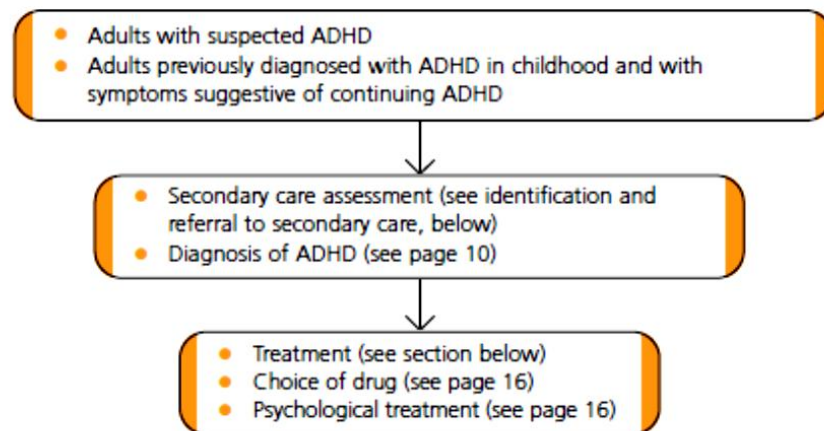 • Adults with suspected ADHD
• Adults previously diagnosed with ADHD in childhood and with
symptoms suggestive of continuing ADHD
• Secondary care assessment (see identification and
referral to secondary care, below)
• Diagnosis of ADHD (see page 10)
• Treatment (see section below)
• Choice of drug (see page 16)
• Psychological treatment (see page 16)